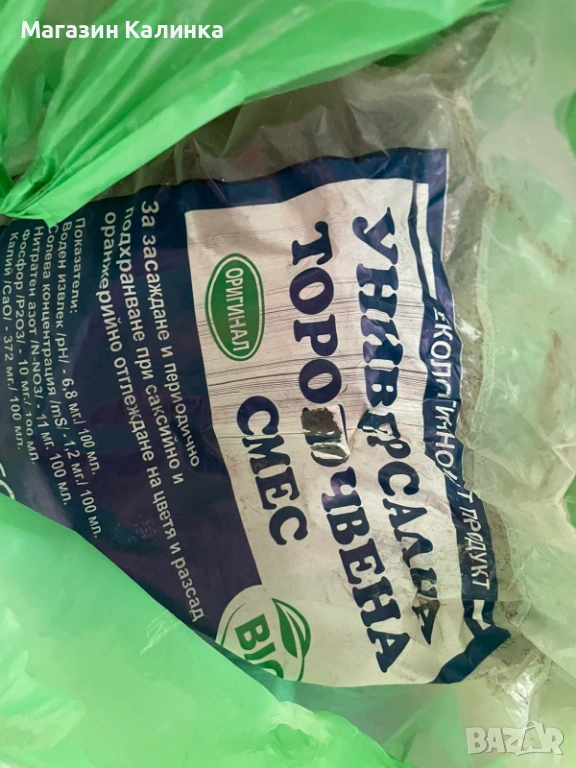 Магазин Калинка
УНИВЕРСАЛНА
ТОРОПОЧВЕНА
СМЕС
ОРИГИНАЛ
ПРОДУКТ
За засаждане и периодично
подхранване при саксийно и
оранжерийно отглеждане на цветя и разсад
Показатели:
Воден извлек /pH/ - 6,8 мг./ 100 мл.
Солева концентрация /mS/ - 1,2 мг./ 100 мл.
Нитратен азот /N-NO3/ - 11 мг. 100 мл.
Фосфор /P2O3/ - 10 мг./ 100 мл.
Калий /CaO/ - 372 мг./ 100 мл.
BIO
BAZAR